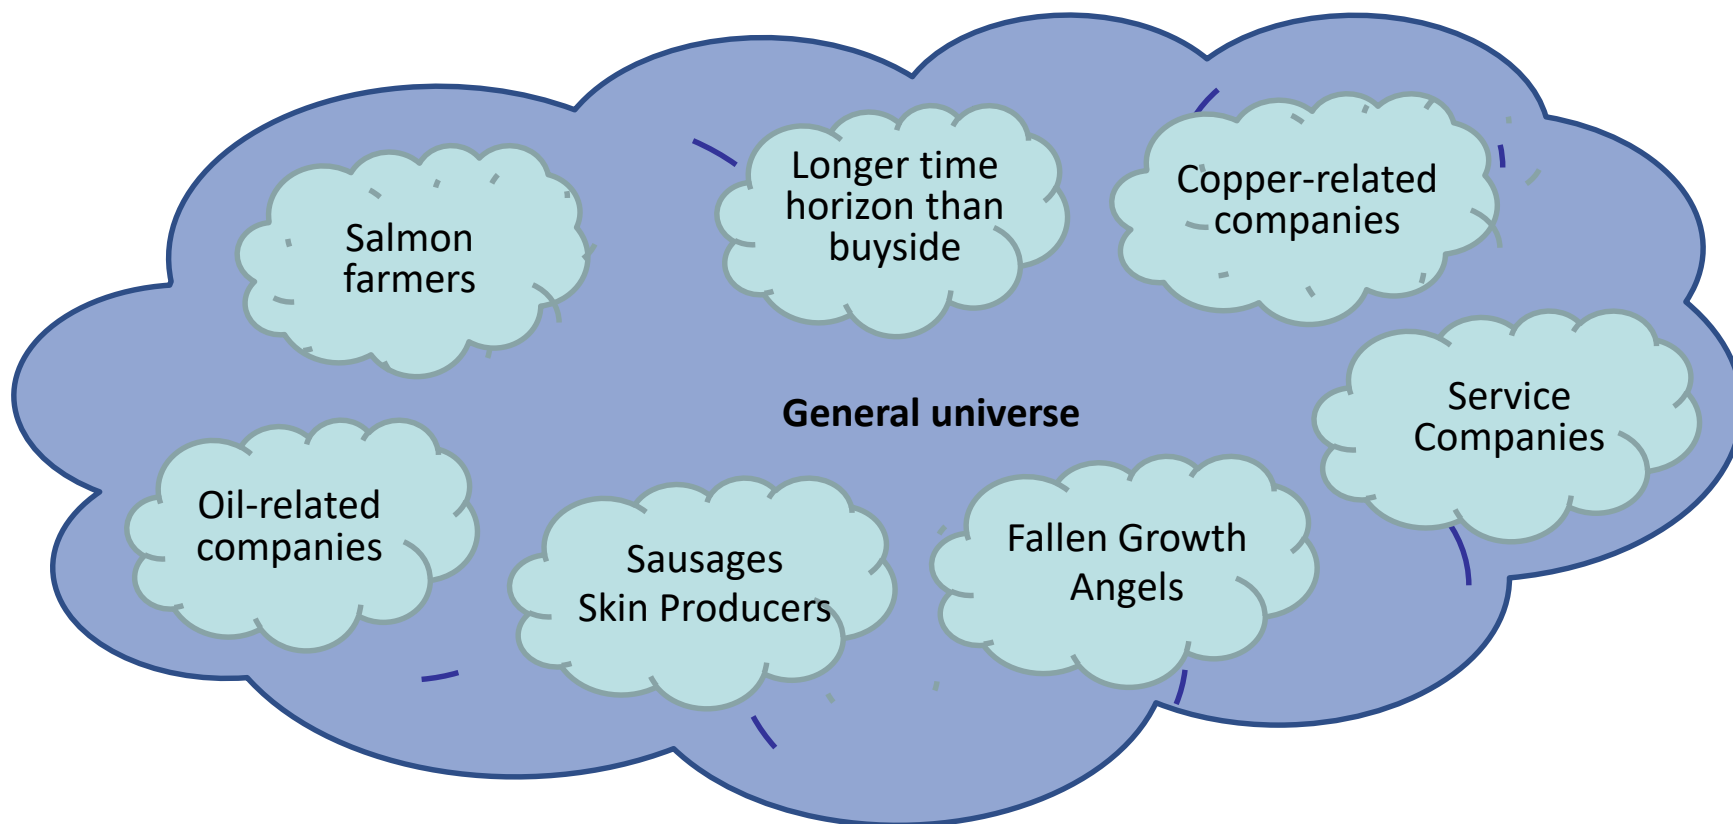 Salmon
farmers
Longer time
horizon than
buyside
Copper-related
companies
General universe
Service
Companies
Oil-related
companies
Sausages
Skin Producers
Fallen Growth
Angels